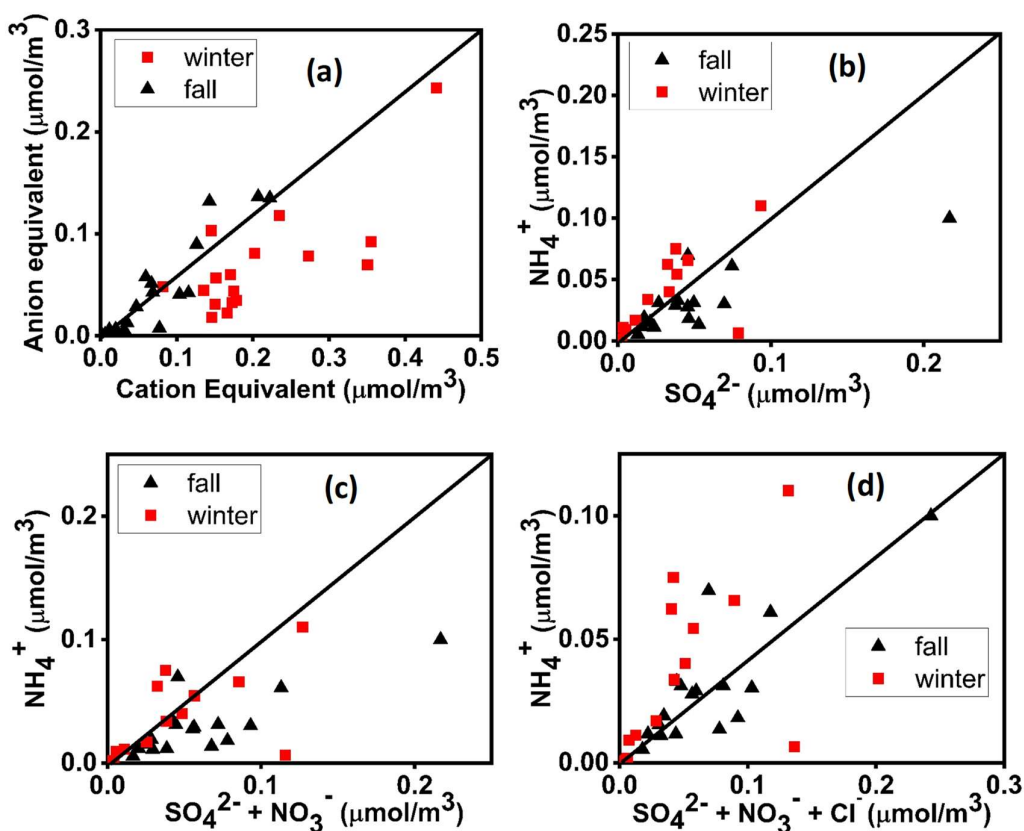 Anion equivalent (μmol/m³)
0.3
0.2
0.1
0.0
winter
fall
(a)
0.0 0.1 0.2 0.3 0.4 0.5
Cation Equivalent (μmol/m³)
NH₄⁺ (μmol/m³)
0.25
0.20
0.15
0.10
0.05
0.00
fall
winter
(b)
0.0 0.1 0.2
SO₄²⁻ (μmol/m³)
NH₄⁺ (μmol/m³)
0.2
0.1
0.0
fall
winter
(c)
0.0 0.1 0.2
SO₄²⁻ + NO₃⁻ (μmol/m³)
NH₄⁺ (μmol/m³)
0.10
0.05
0.00
(d)
fall
winter
0.0 0.1 0.2 0.3
SO₄²⁻ + NO₃⁻ + Cl⁻ (μmol/m³)